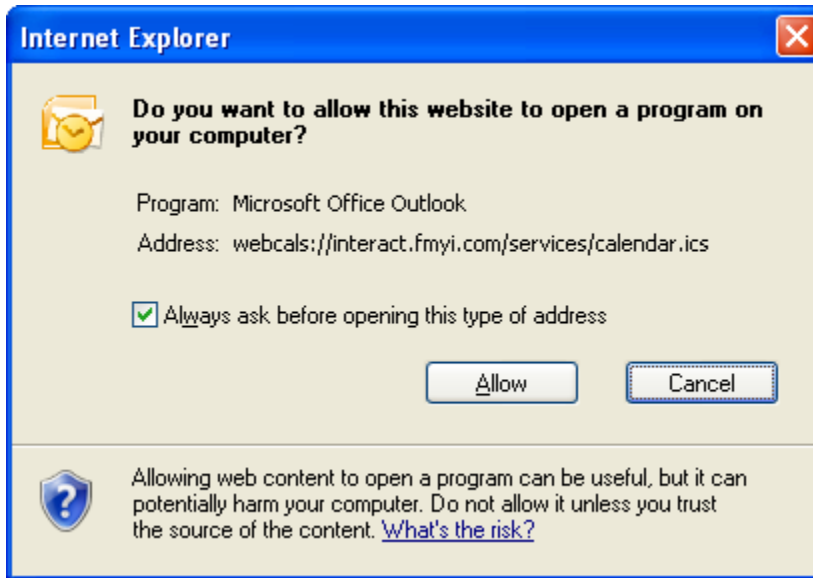 Internet Explorer
Do you want to allow this website to open a program on
your computer?
Program: Microsoft Office Outlook
Address: webcals://interact.fmyi.com/services/calendar.ics
Always ask before opening this type of address
Allow
Cancel
Allowing web content to open a program can be useful, but it can
potentially harm your computer. Do not allow it unless you trust
the source of the content. What's the risk?